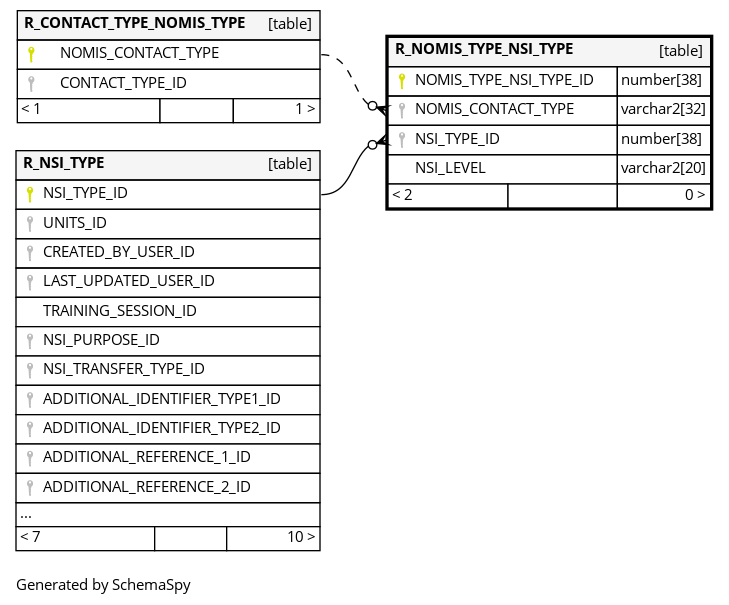 R_CONTACT_TYPE_NOMIS_TYPE [table]
NOMIS_CONTACT_TYPE
CONTACT_TYPE_ID
< 1 1 >
R_NOMIS_TYPE_NSI_TYPE [table]
NOMIS_TYPE_NSI_TYPE_ID number[38]
NOMIS_CONTACT_TYPE varchar2[32]
NSI_TYPE_ID number[38]
NSI_LEVEL varchar2[20]
< 2 0 >
R_NSI_TYPE [table]
NSI_TYPE_ID
UNITS_ID
CREATED_BY_USER_ID
LAST_UPDATED_USER_ID
TRAINING_SESSION_ID
NSI_PURPOSE_ID
NSI_TRANSFER_TYPE_ID
ADDITIONAL_IDENTIFIER_TYPE1_ID
ADDITIONAL_IDENTIFIER_TYPE2_ID
ADDITIONAL_REFERENCE_1_ID
ADDITIONAL_REFERENCE_2_ID
...
< 7 10 >
Generated by SchemaSpy